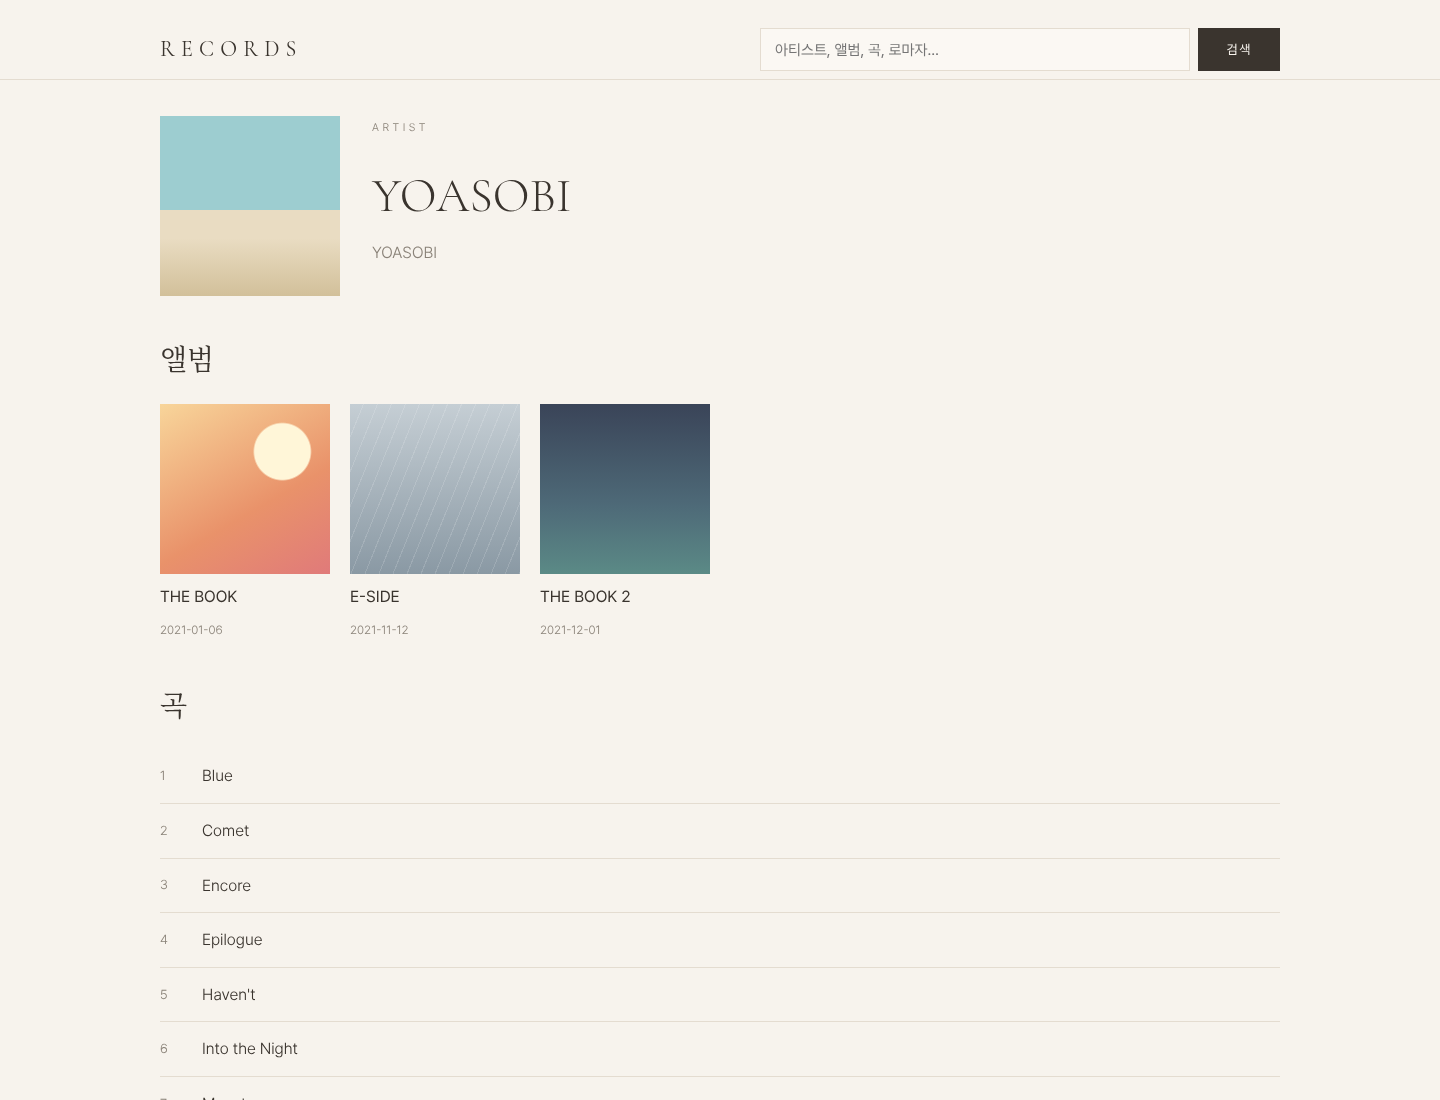 RECORDS
아티스트, 앨범, 곡, 로마자...
검색
ARTIST
YOASOBI
YOASOBI
앨범
THE BOOK
2021-01-06
E-SIDE
2021-11-12
THE BOOK 2
2021-12-01
곡
1 Blue
2 Comet
3 Encore
4 Epilogue
5 Haven't
6 Into the Night